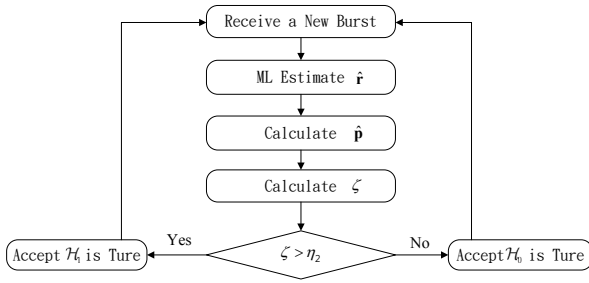 Receive a New Burst
ML Estimate r̂
Calculate p̂
Calculate ζ
Yes
ζ > η₂
No
Accept ℋ₁ is Ture
Accept ℋ₀ is Ture